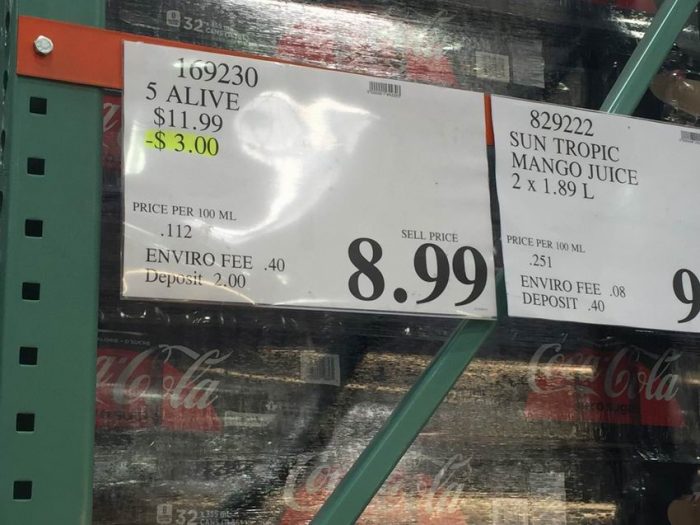 32
169230
5 ALIVE
$11.99
-$ 3.00
PRICE PER 100 ML
.112
ENVIRO FEE .40
Deposit 2.00
SELL PRICE
8.99
829222
SUN TROPIC
MANGO JUICE
2 x 1.89 L
PRICE PER 100 ML
.251
ENVIRO FEE .08
DEPOSIT .40
9
Coca-Cola
Coca-Cola
32